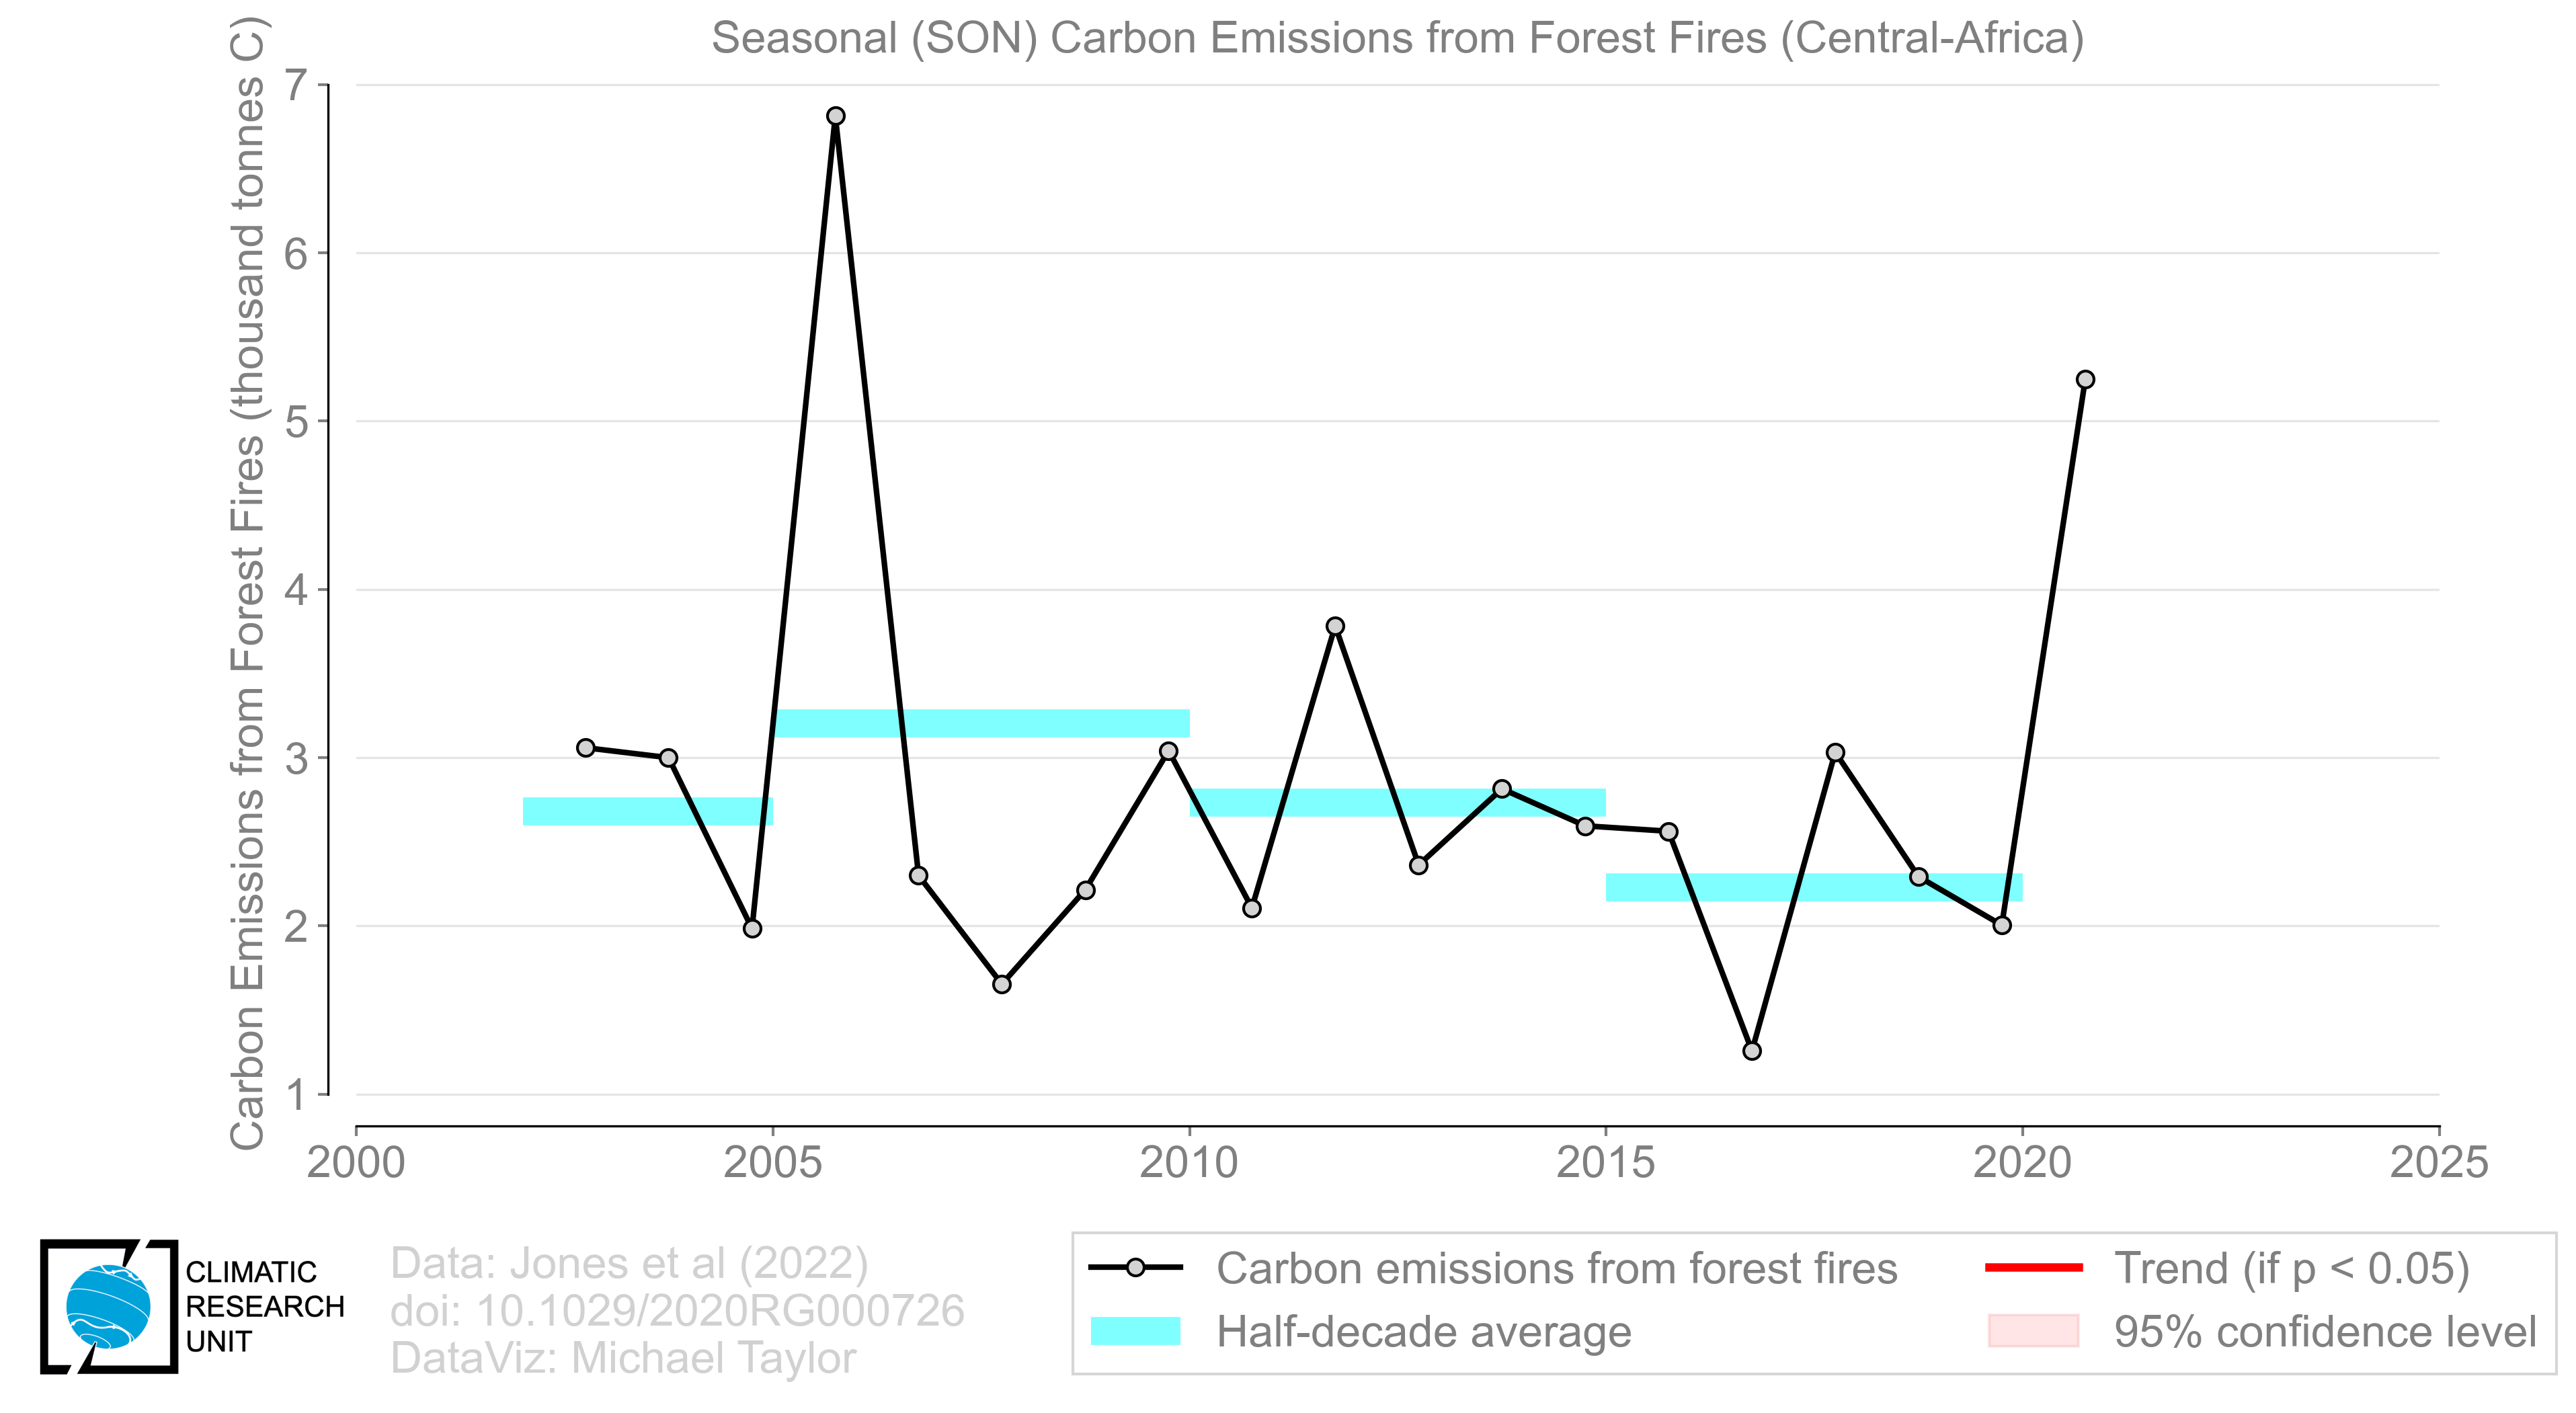 Seasonal (SON) Carbon Emissions from Forest Fires (Central-Africa)
Carbon Emissions from Forest Fires (thousand tonnes C)
7
6
5
4
3
2
1
2000
2005
2010
2015
2020
2025
CLIMATIC
RESEARCH
UNIT
Data: Jones et al (2022)
doi: 10.1029/2020RG000726
DataViz: Michael Taylor
Carbon emissions from forest fires
Half-decade average
Trend (if p < 0.05)
95% confidence level